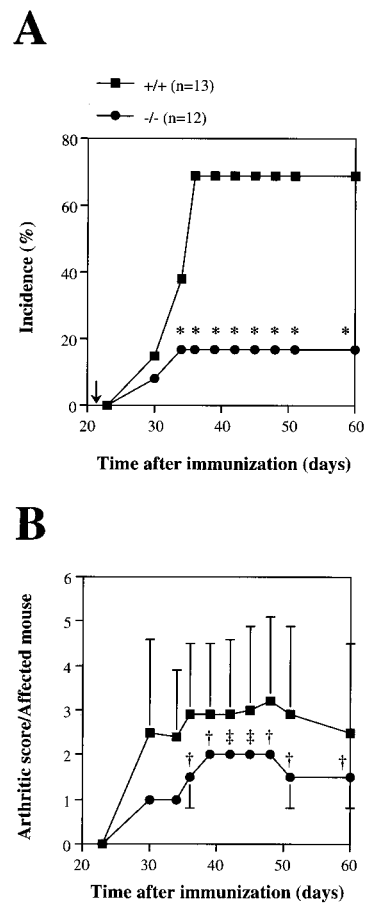 A
+/+ (n=13)
-/- (n=12)
80
60
40
20
0
Incidence (%)
* * * * * * * *
20 30 40 50 60
Time after immunization (days)
B
6
5
4
3
2
1
0
Arthritic score/Affected mouse
† † ‡ ‡ † † †
20 30 40 50 60
Time after immunization (days)